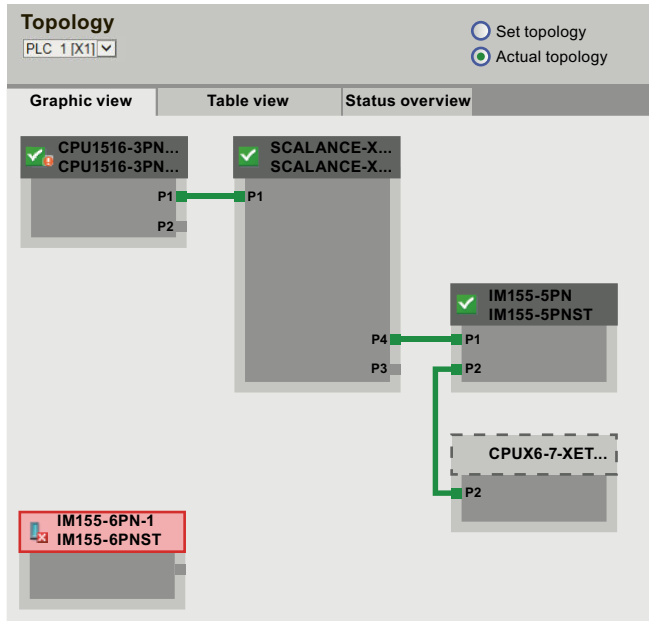 Topology
PLC 1 [X1]
Set topology
Actual topology
Graphic view
Table view
Status overview
CPU1516-3PN...
CPU1516-3PN...
P1
P2
SCALANCE-X...
SCALANCE-X...
P1
P4
P3
IM155-5PN
IM155-5PNST
P1
P2
CPUX6-7-XET...
P2
IM155-6PN-1
IM155-6PNST